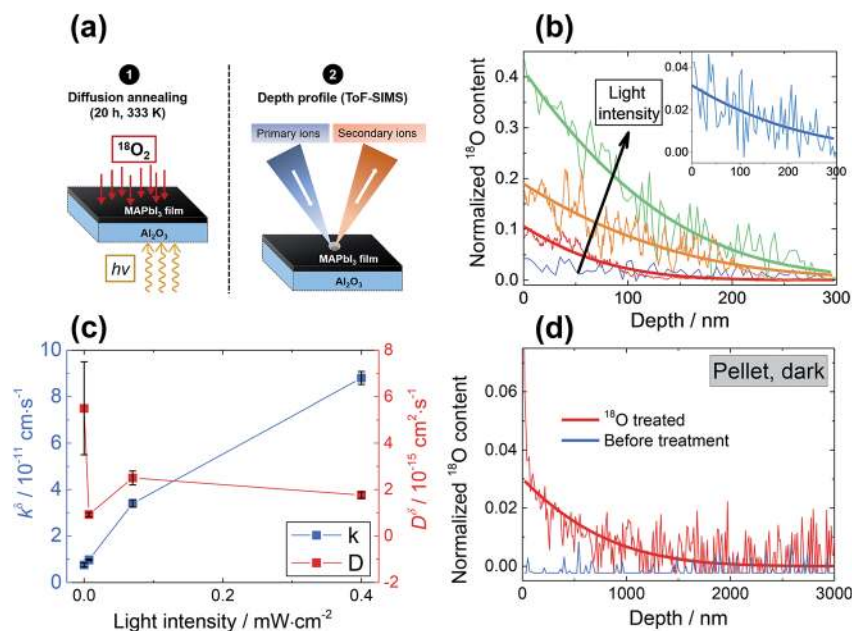 (a)
1
Diffusion annealing
(20 h, 333 K)
¹⁸O₂
MAPbI₃ film
Al₂O₃
hν
2
Depth profile (ToF-SIMS)
Primary ions
Secondary ions
MAPbI₃ film
Al₂O₃
(b)
Normalized ¹⁸O content
0.4
0.3
0.2
0.1
0.0
0
100
200
300
Depth / nm
Light
intensity
0.04
0.02
0.00
0
100
200
300
(c)
k^δ / 10⁻¹¹ cm·s⁻¹
10
8
6
4
2
0
0.0
0.2
0.4
Light intensity / mW·cm⁻²
k
D
8
6
4
2
0
-2
D^δ / 10⁻¹⁵ cm²·s⁻¹
(d)
Normalized ¹⁸O content
0.06
0.04
0.02
0.00
0
1000
2000
3000
Depth / nm
Pellet, dark
¹⁸O treated
Before treatment